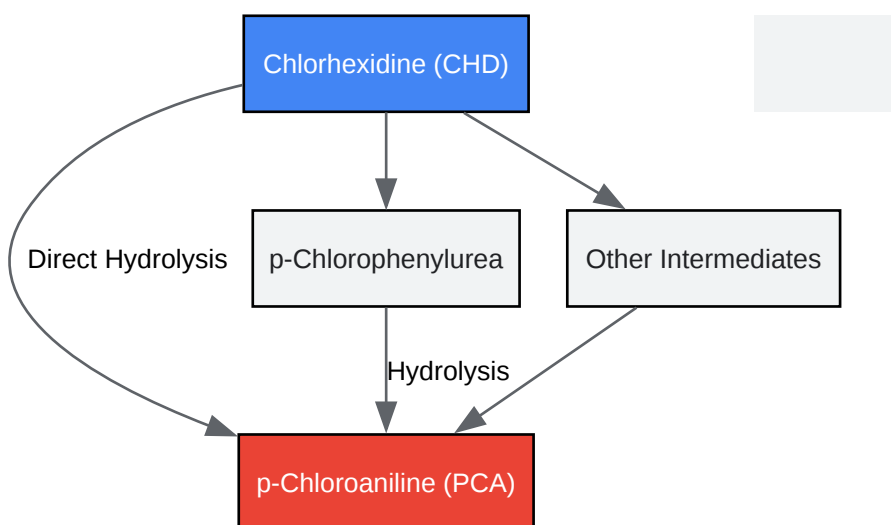 Chlorhexidine (CHD)
Direct Hydrolysis
p-Chlorophenylurea
Other Intermediates
Hydrolysis
p-Chloroaniline (PCA)